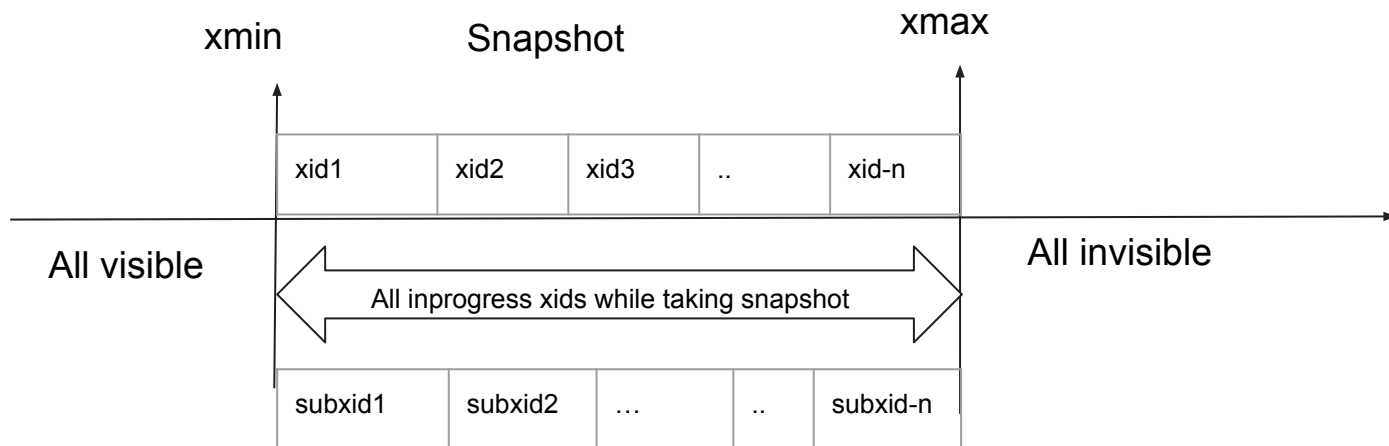 xmin Snapshot xmax
xid1 xid2 xid3 .. xid-n
All visible All invisible
All inprogress xids while taking snapshot
subxid1 subxid2 … .. subxid-n